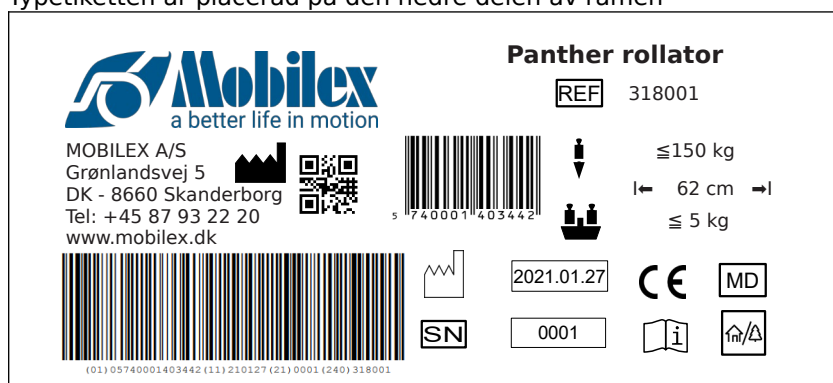 Typetiketten är placerad på den nedre delen av ramen
Mobilex
a better life in motion
Panther rollator
REF 318001
MOBILEX A/S
Grønlandsvej 5
DK - 8660 Skanderborg
Tel: +45 87 93 22 20
www.mobilex.dk
5 740001 403442
≦150 kg
62 cm
≦ 5 kg
2021.01.27
CE
MD
SN
0001
i
(01)05740001403442(11)210127(21)0001(240)318001